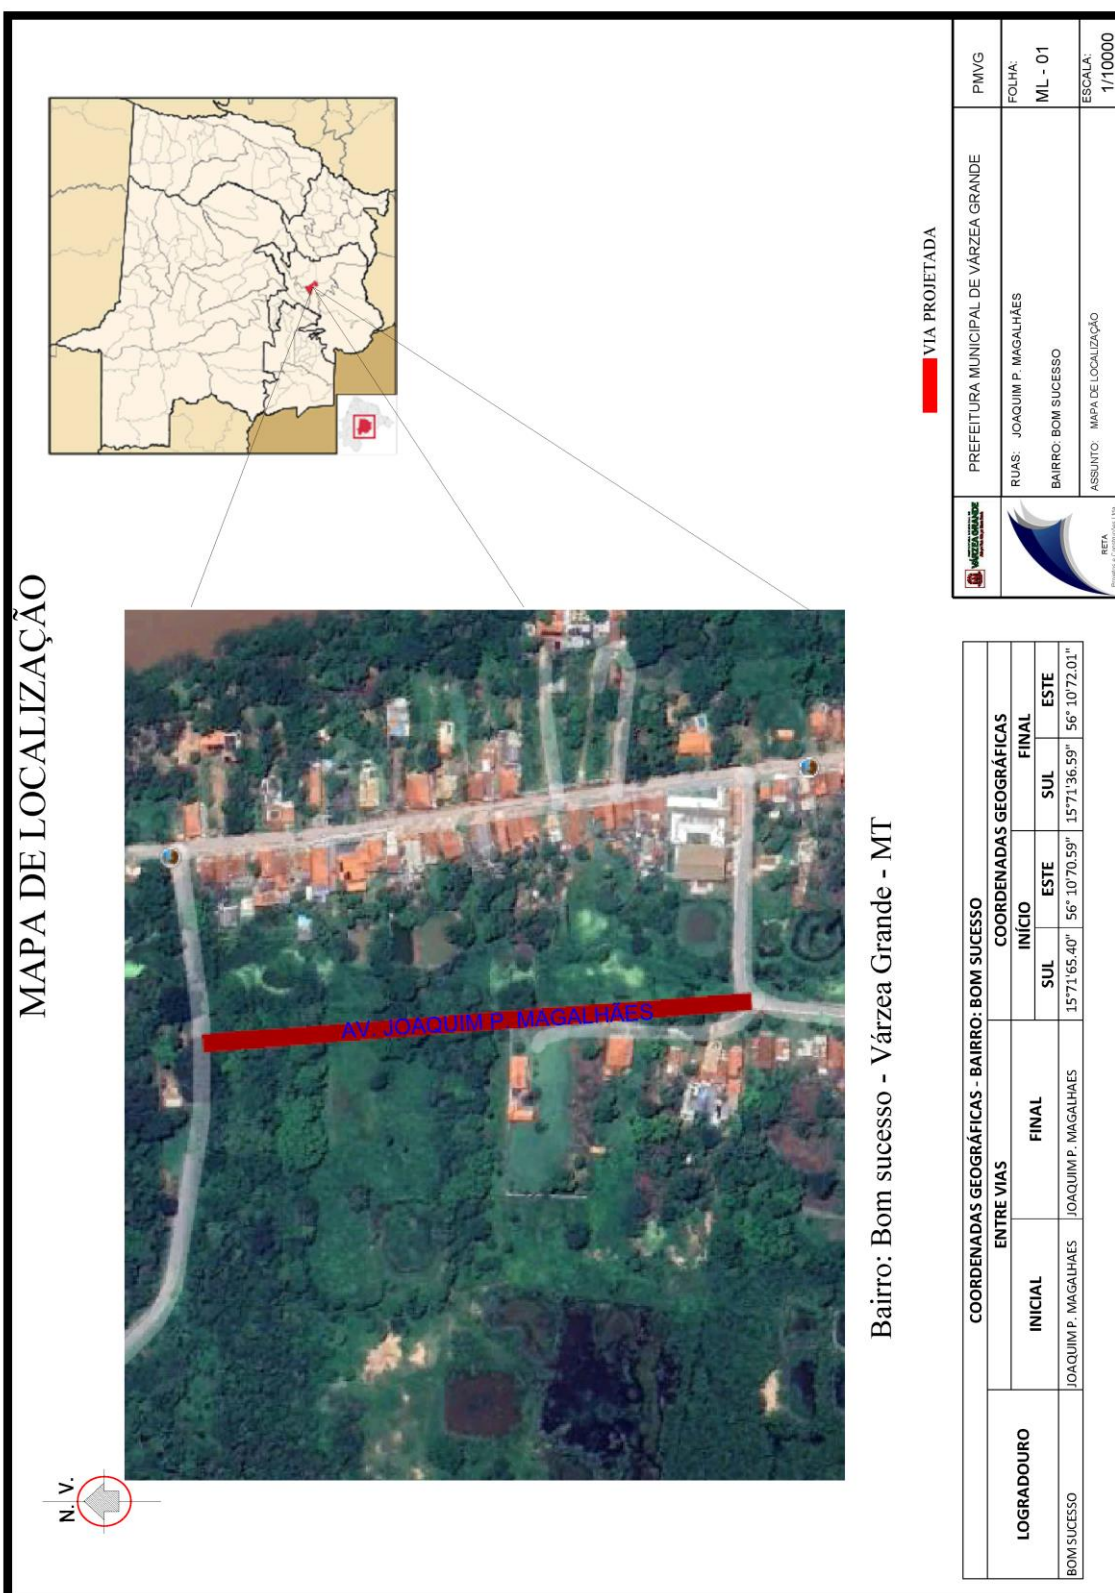 MAPA DE LOCALIZAÇÃO
N. V.
AV. JOAQUIM P. MAGALHÃES
Bairro: Bom sucesso - Várzea Grande - MT
VIA PROJETADA
COORDENADAS GEOGRÁFICAS - BAIRRO: BOM SUCESSO
LOGRADOURO ENTRE VIAS COORDENADAS GEOGRÁFICAS
INICIAL FINAL INÍCIO FINAL
SUL ESTE SUL ESTE
BOM SUCESSO JOAQUIM P. MAGALHAES JOAQUIM P. MAGALHAES 15°71'65.40" 56° 10'70.59" 15°71'36.59" 56° 10'72.01"
VÁRZEA GRANDE
PREFEITURA MUNICIPAL DE VÁRZEA GRANDE PMVG
RUAS: JOAQUIM P. MAGALHÃES
FOLHA:
ML - 01
BAIRRO: BOM SUCESSO
ASSUNTO: MAPA DE LOCALIZAÇÃO
ESCALA:
1/10000
RETA